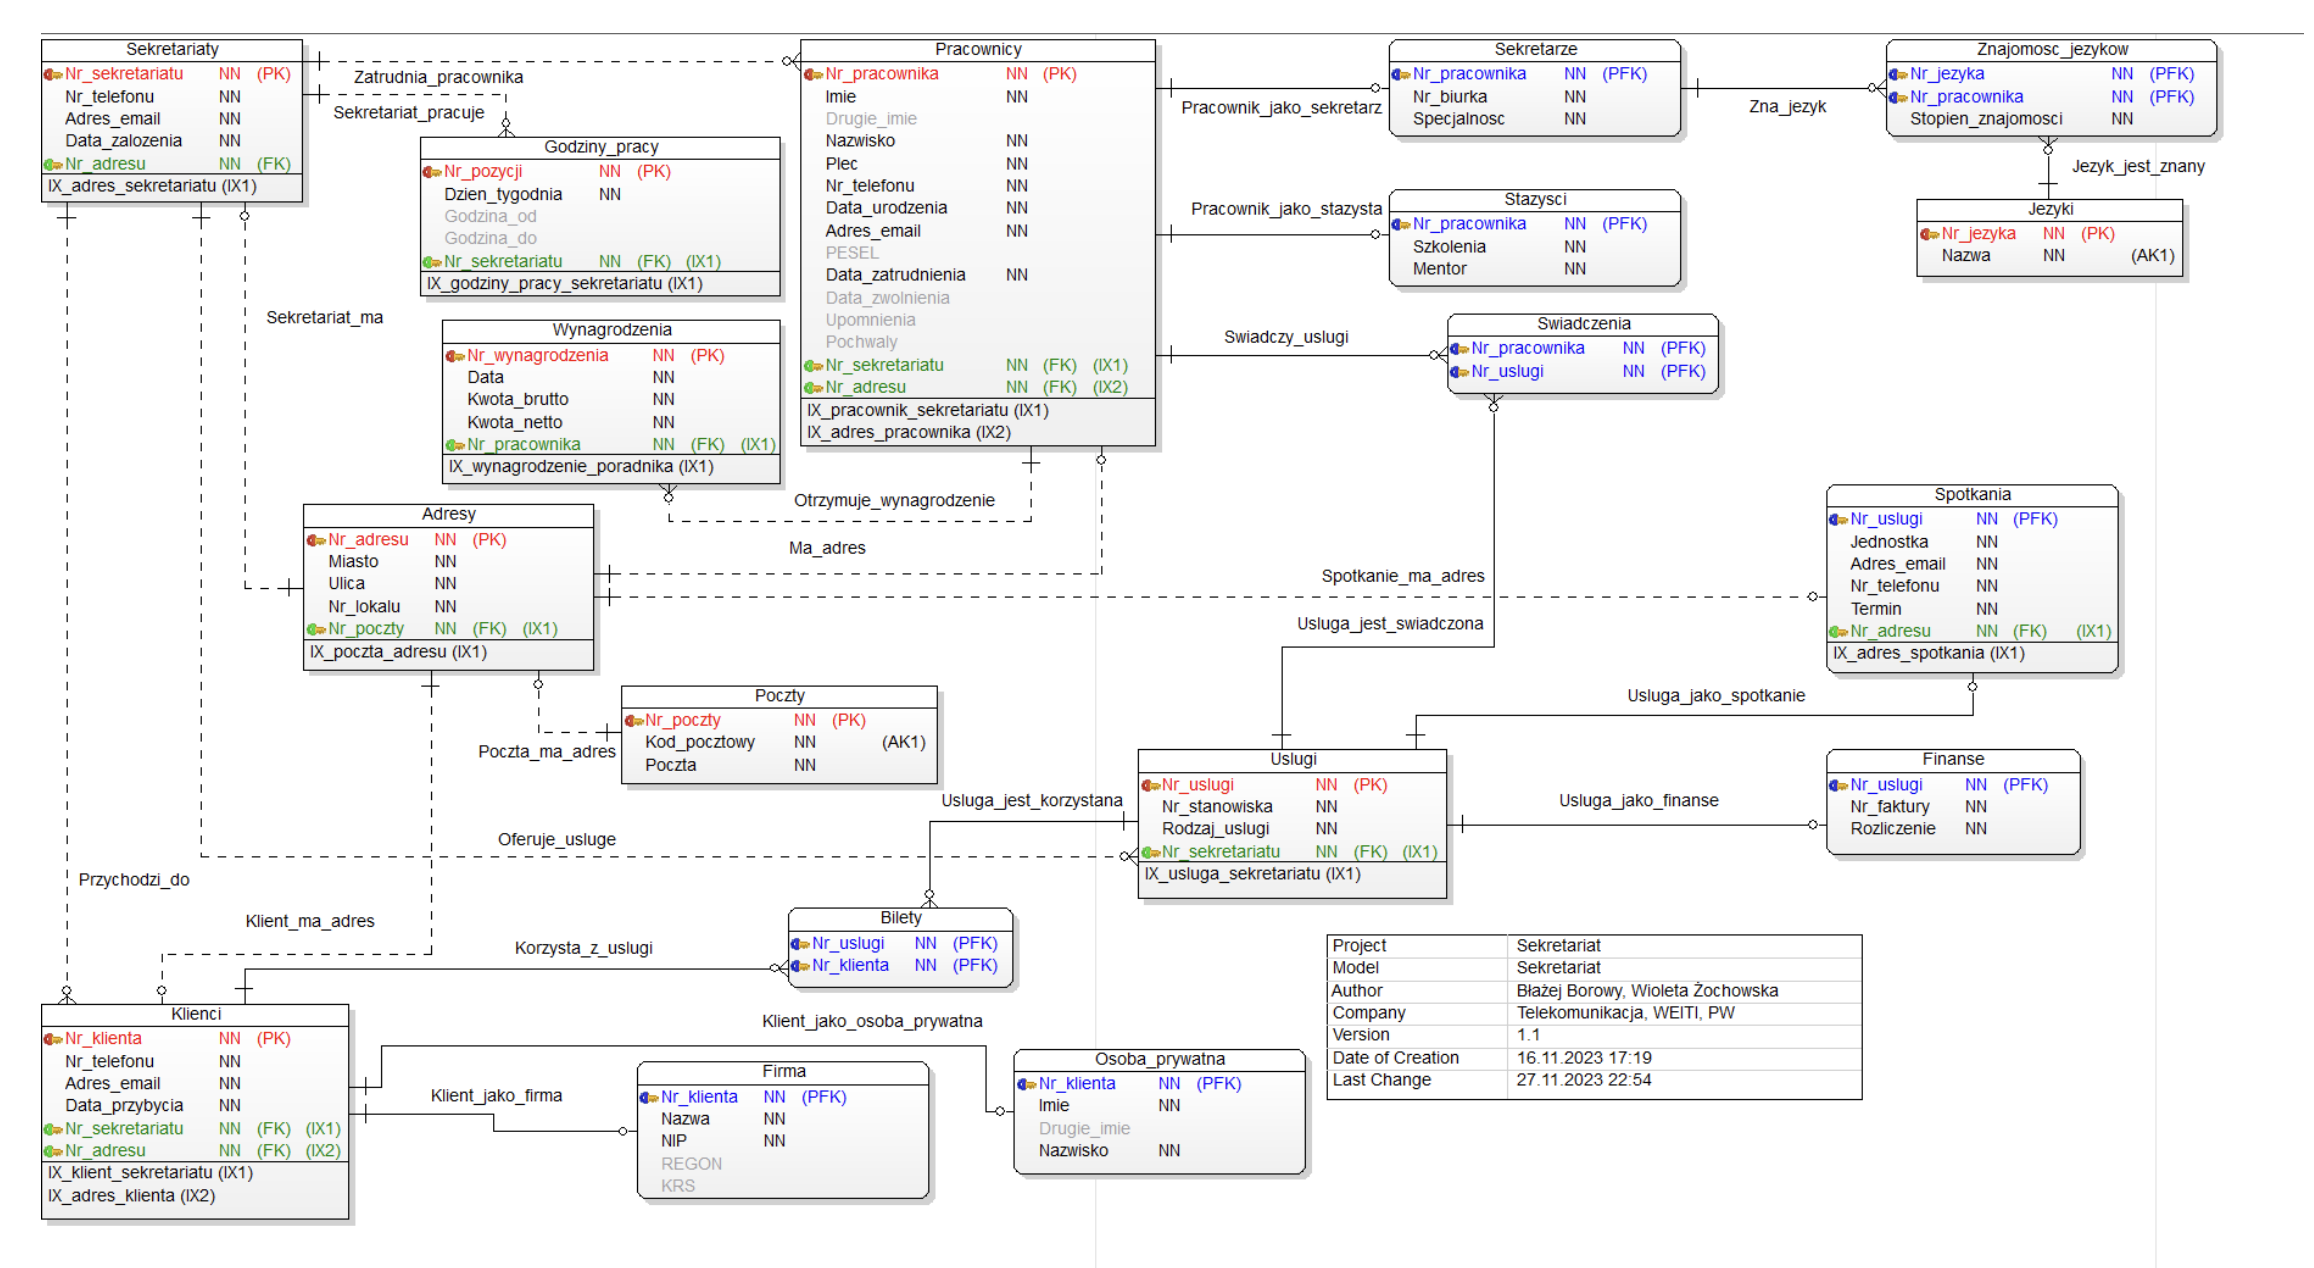 Sekretariaty
Nr_sekretariatu NN (PK)
Nr_telefonu NN
Adres_email NN
Data_zalozenia NN
Nr_adresu NN (FK)
IX_adres_sekretariatu (IX1)
Zatrudnia_pracownika
Sekretariat_pracuje
Godziny_pracy
Nr_pozycji NN (PK)
Dzien_tygodnia NN
Godzina_od
Godzina_do
Nr_sekretariatu NN (FK) (IX1)
IX_godziny_pracy_sekretariatu (IX1)
Pracownicy
Nr_pracownika NN (PK)
Imie NN
Drugie_imie
Nazwisko NN
Plec NN
Nr_telefonu NN
Data_urodzenia NN
Adres_email NN
PESEL
Data_zatrudnienia NN
Data_zwolnienia
Upomnienia
Pochwaly
Nr_sekretariatu NN (FK) (IX1)
Nr_adresu NN (FK) (IX2)
IX_pracownik_sekretariatu (IX1)
IX_adres_pracownika (IX2)
Pracownik_jako_sekretarz
Sekretarze
Nr_pracownika NN (PFK)
Nr_biurka NN
Specjalnosc NN
Zna_jezyk
Znajomosc_jezykow
Nr_jezyka NN (PFK)
Nr_pracownika NN (PFK)
Stopien_znajomosci NN
Jezyk_jest_znany
Jezyki
Nr_jezyka NN (PK)
Nazwa NN (AK1)
Pracownik_jako_stazysta
Stazysci
Nr_pracownika NN (PFK)
Szkolenia NN
Mentor NN
Swiadczy_uslugi
Swiadczenia
Nr_pracownika NN (PFK)
Nr_uslugi NN (PFK)
Sekretariat_ma
Wynagrodzenia
Nr_wynagrodzenia NN (PK)
Data NN
Kwota_brutto NN
Kwota_netto NN
Nr_pracownika NN (FK) (IX1)
IX_wynagrodzenie_poradnika (IX1)
Otrzymuje_wynagrodzenie
Ma_adres
Adresy
Nr_adresu NN (PK)
Miasto NN
Ulica NN
Nr_lokalu NN
Nr_poczty NN (FK) (IX1)
IX_poczta_adresu (IX1)
Spotkanie_ma_adres
Usluga_jest_swiadczona
Spotkania
Nr_uslugi NN (PFK)
Jednostka NN
Adres_email NN
Nr_telefonu NN
Termin NN
Nr_adresu NN (FK) (IX1)
IX_adres_spotkania (IX1)
Usluga_jako_spotkanie
Poczty
Nr_poczty NN (PK)
Kod_pocztowy NN (AK1)
Poczta NN
Poczta_ma_adres
Uslugi
Nr_uslugi NN (PK)
Nr_stanowiska NN
Rodzaj_uslugi NN
Nr_sekretariatu NN (FK) (IX1)
IX_usluga_sekretariatu (IX1)
Usluga_jako_finanse
Finanse
Nr_uslugi NN (PFK)
Nr_faktury NN
Rozliczenie NN
Usluga_jest_korzystana
Oferuje_usluge
Przychodzi_do
Klient_ma_adres
Korzysta_z_uslugi
Bilety
Nr_uslugi NN (PFK)
Nr_klienta NN (PFK)
Klienci
Nr_klienta NN (PK)
Nr_telefonu NN
Adres_email NN
Data_przybycia NN
Nr_sekretariatu NN (FK) (IX1)
Nr_adresu NN (FK) (IX2)
IX_klient_sekretariatu (IX1)
IX_adres_klienta (IX2)
Klient_jako_osoba_prywatna
Klient_jako_firma
Firma
Nr_klienta NN (PFK)
Nazwa NN
NIP NN
REGON
KRS
Osoba_prywatna
Nr_klienta NN (PFK)
Imie NN
Drugie_imie
Nazwisko NN
Project Sekretariat
Model Sekretariat
Author Błażej Borowy, Wioleta Żochowska
Company Telekomunikacja, WEITI, PW
Version 1.1
Date of Creation 16.11.2023 17:19
Last Change 27.11.2023 22:54